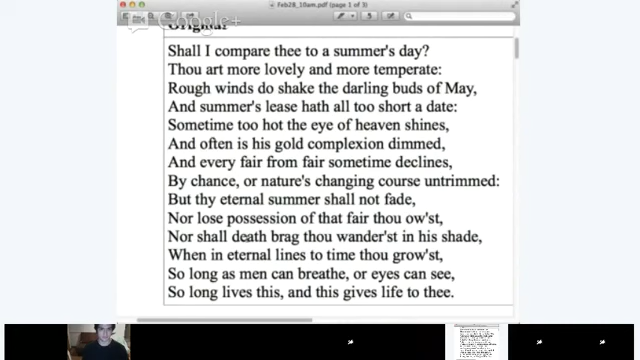 Feb28_10am.pdf (page 1 of 3)
Google+
Original
Shall I compare thee to a summer's day?
Thou art more lovely and more temperate:
Rough winds do shake the darling buds of May,
And summer's lease hath all too short a date:
Sometime too hot the eye of heaven shines,
And often is his gold complexion dimmed,
And every fair from fair sometime declines,
By chance, or nature's changing course untrimmed:
But thy eternal summer shall not fade,
Nor lose possession of that fair thou ow'st,
Nor shall death brag thou wander'st in his shade,
When in eternal lines to time thou grow'st,
So long as men can breathe, or eyes can see,
So long lives this, and this gives life to thee.